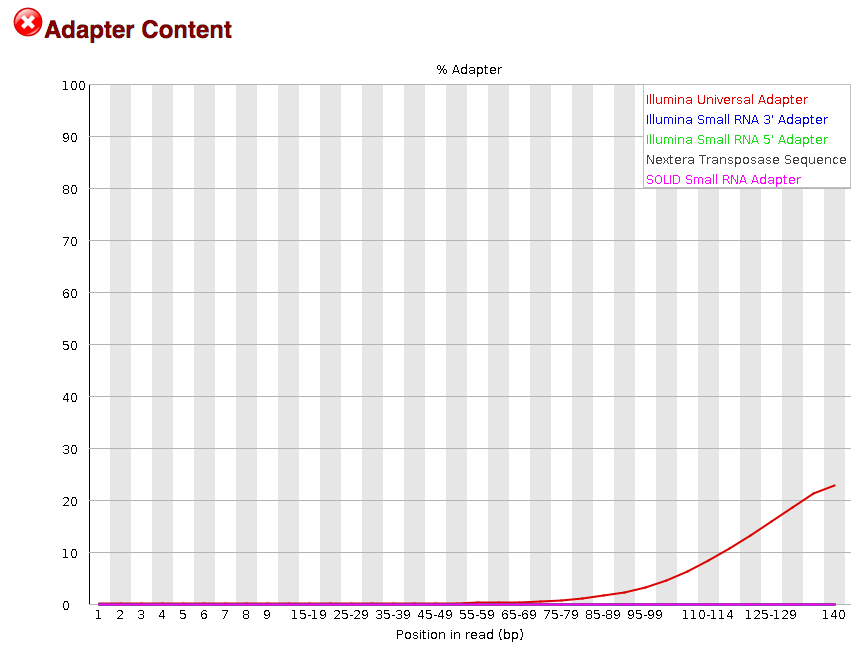 Adapter Content
% Adapter
100
90
80
70
60
50
40
30
20
10
0
Illumina Universal Adapter
Illumina Small RNA 3' Adapter
Illumina Small RNA 5' Adapter
Nextera Transposase Sequence
SOLID Small RNA Adapter
1 2 3 4 5 6 7 8 9 15-19 25-29 35-39 45-49 55-59 65-69 75-79 85-89 95-99 110-114 125-129 140
Position in read (bp)